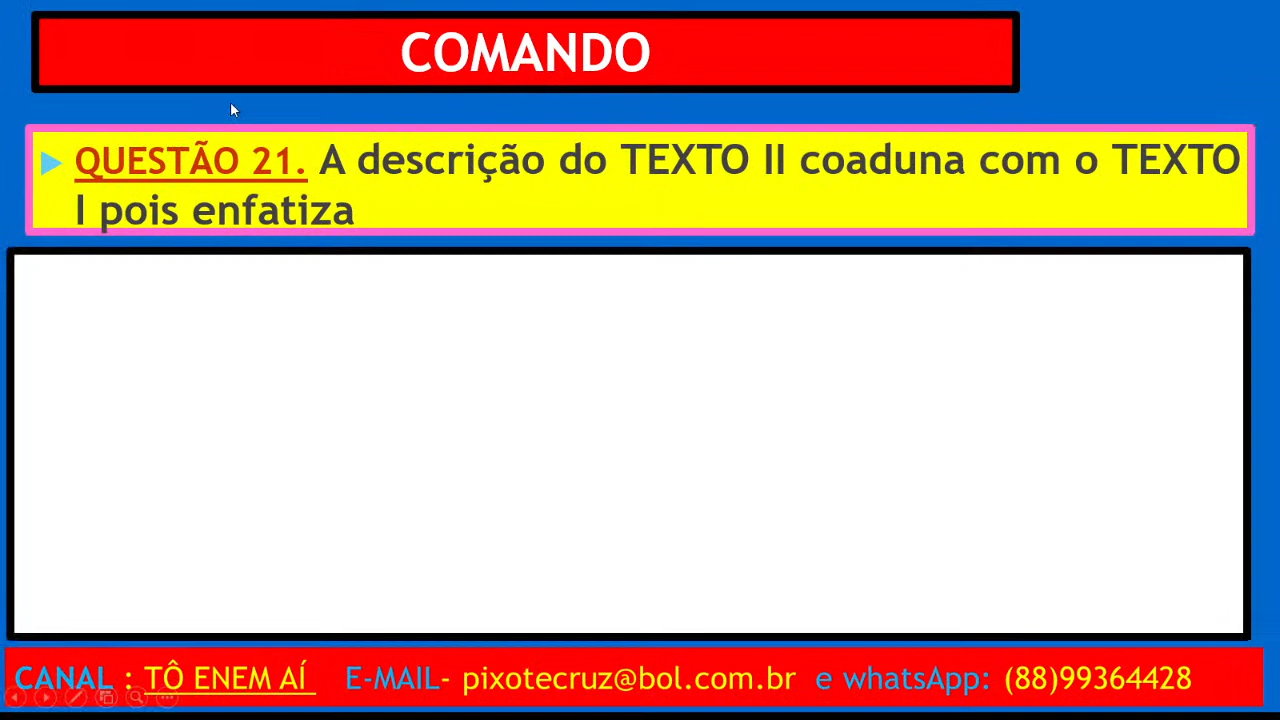 COMANDO
QUESTÃO 21. A descrição do TEXTO II coaduna com o TEXTO
I pois enfatiza
CANAL : TÔ ENEM AÍ E-MAIL- pixotecruz@bol.com.br e whatsApp: (88)99364428